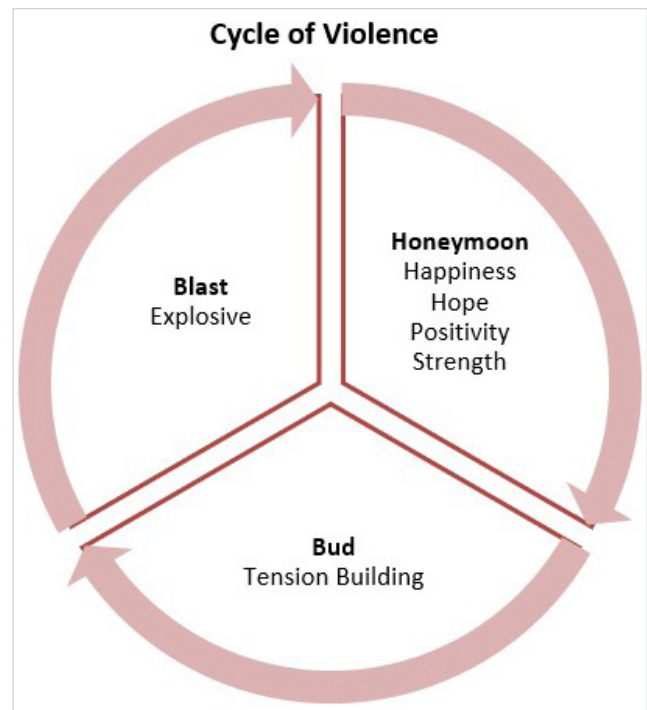 Cycle of Violence
Honeymoon
Happiness
Hope
Positivity
Strength
Bud
Tension Building
Blast
Explosive